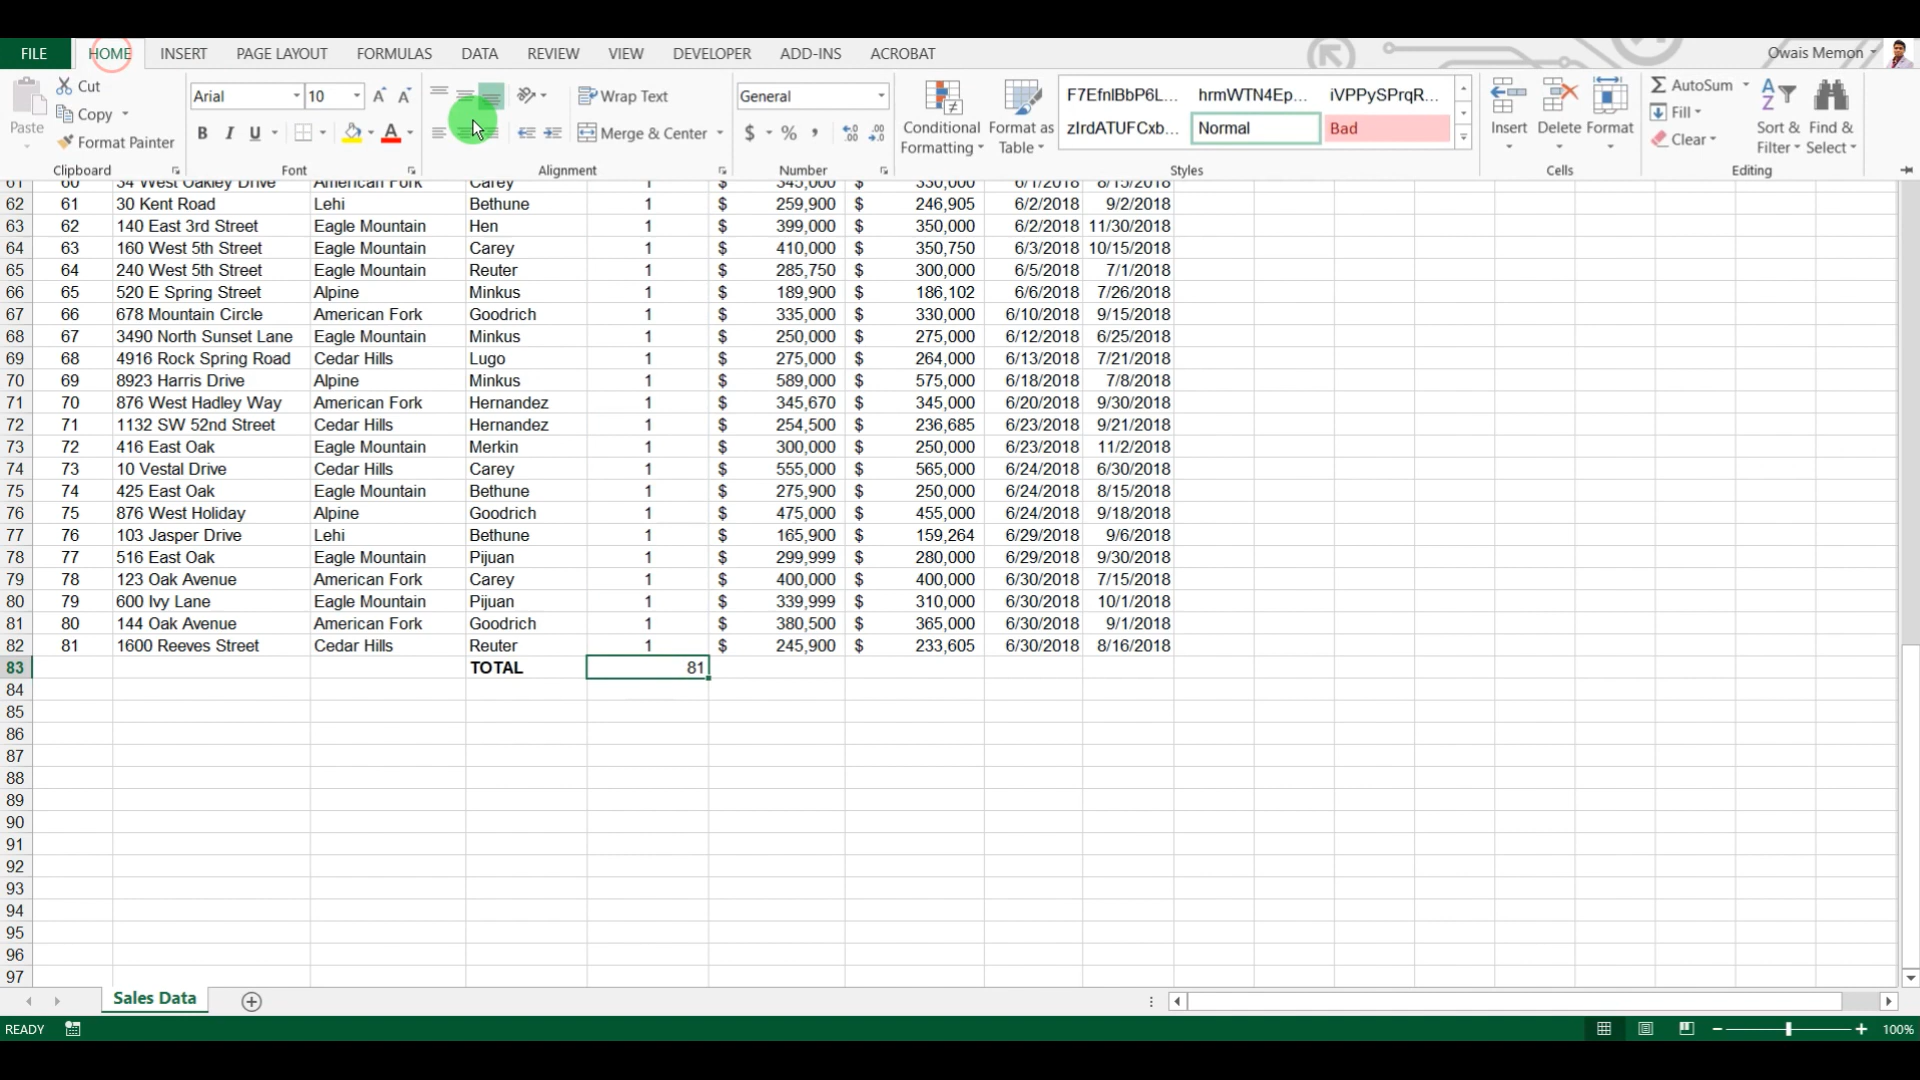 FILE HOME INSERT PAGE LAYOUT FORMULAS DATA REVIEW VIEW DEVELOPER ADD-INS ACROBAT Owais Memon
Paste Cut Copy Format Painter Clipboard
Arial 10 B I U A Font
Wrap Text Merge & Center Alignment
General $ % , Number
Conditional Formatting Format as Table
F7EfnlBbP6L... hrmWTN4Ep... iVPPySPrqR...
zIrdATUFCxb... Normal Bad
Styles
Insert Delete Format Cells
AutoSum Fill Clear Sort & Filter Find & Select Editing
61 60 34 West Oakley Drive American Fork Carey 1 $ 345,000 $ 330,000 6/1/2018 8/15/2018
62 61 30 Kent Road Lehi Bethune 1 $ 259,900 $ 246,905 6/2/2018 9/2/2018
63 62 140 East 3rd Street Eagle Mountain Hen 1 $ 399,000 $ 350,000 6/2/2018 11/30/2018
64 63 160 West 5th Street Eagle Mountain Carey 1 $ 410,000 $ 350,750 6/3/2018 10/15/2018
65 64 240 West 5th Street Eagle Mountain Reuter 1 $ 285,750 $ 300,000 6/5/2018 7/1/2018
66 65 520 E Spring Street Alpine Minkus 1 $ 189,900 $ 186,102 6/6/2018 7/26/2018
67 66 678 Mountain Circle American Fork Goodrich 1 $ 335,000 $ 330,000 6/10/2018 9/15/2018
68 67 3490 North Sunset Lane Eagle Mountain Minkus 1 $ 250,000 $ 275,000 6/12/2018 6/25/2018
69 68 4916 Rock Spring Road Cedar Hills Lugo 1 $ 275,000 $ 264,000 6/13/2018 7/21/2018
70 69 8923 Harris Drive Alpine Minkus 1 $ 589,000 $ 575,000 6/18/2018 7/8/2018
71 70 876 West Hadley Way American Fork Hernandez 1 $ 345,670 $ 345,000 6/20/2018 9/30/2018
72 71 1132 SW 52nd Street Cedar Hills Hernandez 1 $ 254,500 $ 236,685 6/23/2018 9/21/2018
73 72 416 East Oak Eagle Mountain Merkin 1 $ 300,000 $ 250,000 6/23/2018 11/2/2018
74 73 10 Vestal Drive Cedar Hills Carey 1 $ 555,000 $ 565,000 6/24/2018 6/30/2018
75 74 425 East Oak Eagle Mountain Bethune 1 $ 275,900 $ 250,000 6/24/2018 8/15/2018
76 75 876 West Holiday Alpine Goodrich 1 $ 475,000 $ 455,000 6/24/2018 9/18/2018
77 76 103 Jasper Drive Lehi Bethune 1 $ 165,900 $ 159,264 6/29/2018 9/6/2018
78 77 516 East Oak Eagle Mountain Pijuan 1 $ 299,999 $ 280,000 6/29/2018 9/30/2018
79 78 123 Oak Avenue American Fork Carey 1 $ 400,000 $ 400,000 6/30/2018 7/15/2018
80 79 600 Ivy Lane Eagle Mountain Pijuan 1 $ 339,999 $ 310,000 6/30/2018 10/1/2018
81 80 144 Oak Avenue American Fork Goodrich 1 $ 380,500 $ 365,000 6/30/2018 9/1/2018
82 81 1600 Reeves Street Cedar Hills Reuter 1 $ 245,900 $ 233,605 6/30/2018 8/16/2018
83 TOTAL 81
84
85
86
87
88
89
90
91
92
93
94
95
96
97
Sales Data
READY 100%